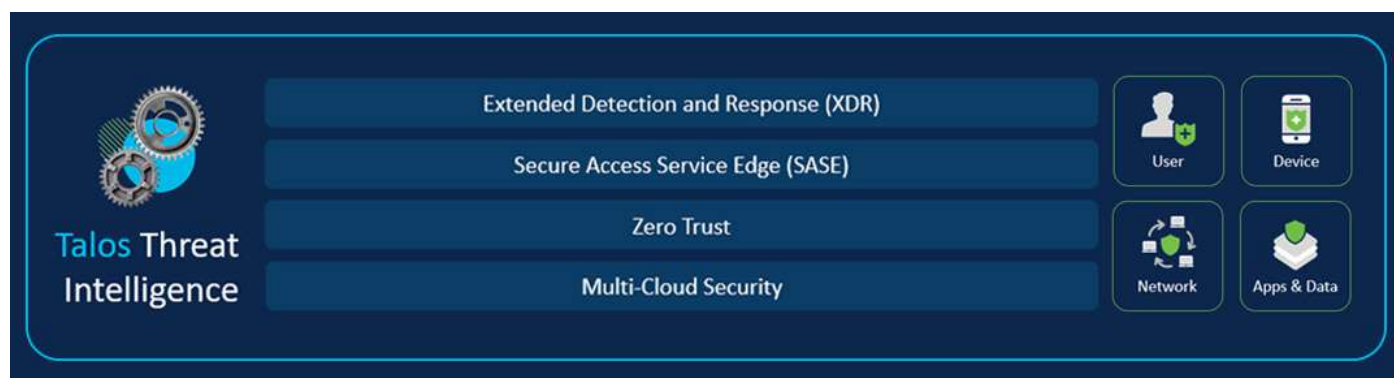 Talos Threat
Intelligence
Extended Detection and Response (XDR)
Secure Access Service Edge (SASE)
Zero Trust
Multi-Cloud Security
User
Device
Network
Apps & Data